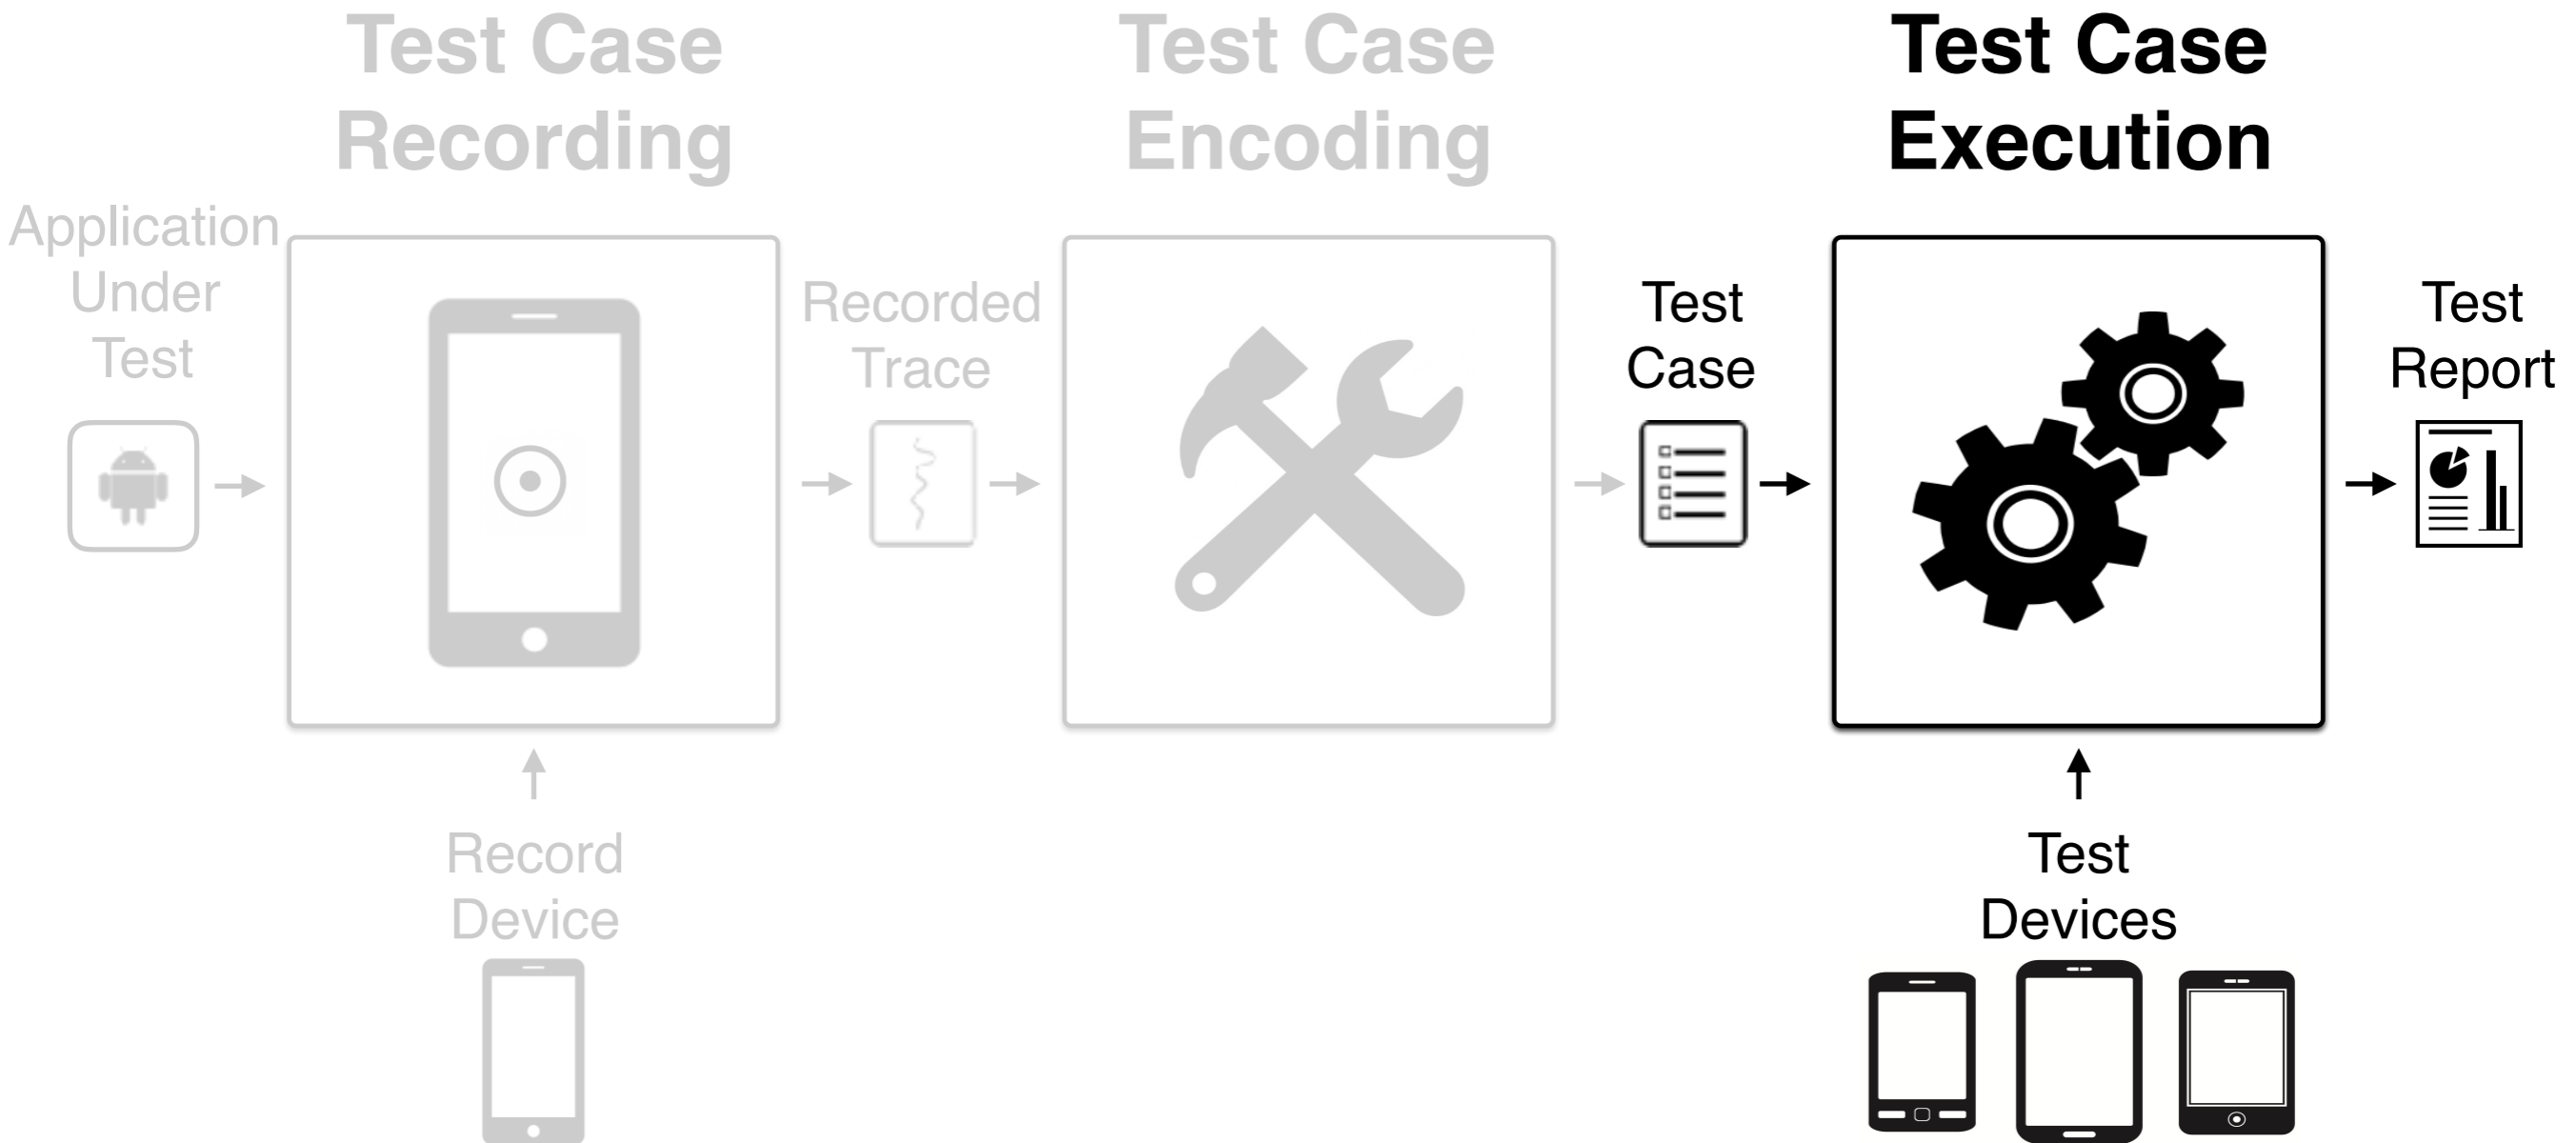 Test Case
Recording
Test Case
Encoding
Test Case
Execution
Application
Under
Test
Recorded
Trace
Test
Case
Test
Report
Record
Device
Test
Devices